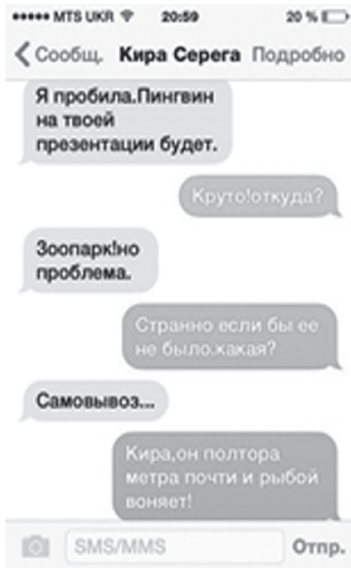 MTS UKR 20:59 20 %
Сообщ. Кира Серега Подробно
Я пробила.Пингвин
на твоей
презентации будет.
Круто!откуда?
Зоопарк!но
проблема.
Странно если бы ее
не было.какая?
Самовывоз...
Кира,он полтора
метра почти и рыбой
воняет!
SMS/MMS Отпр.